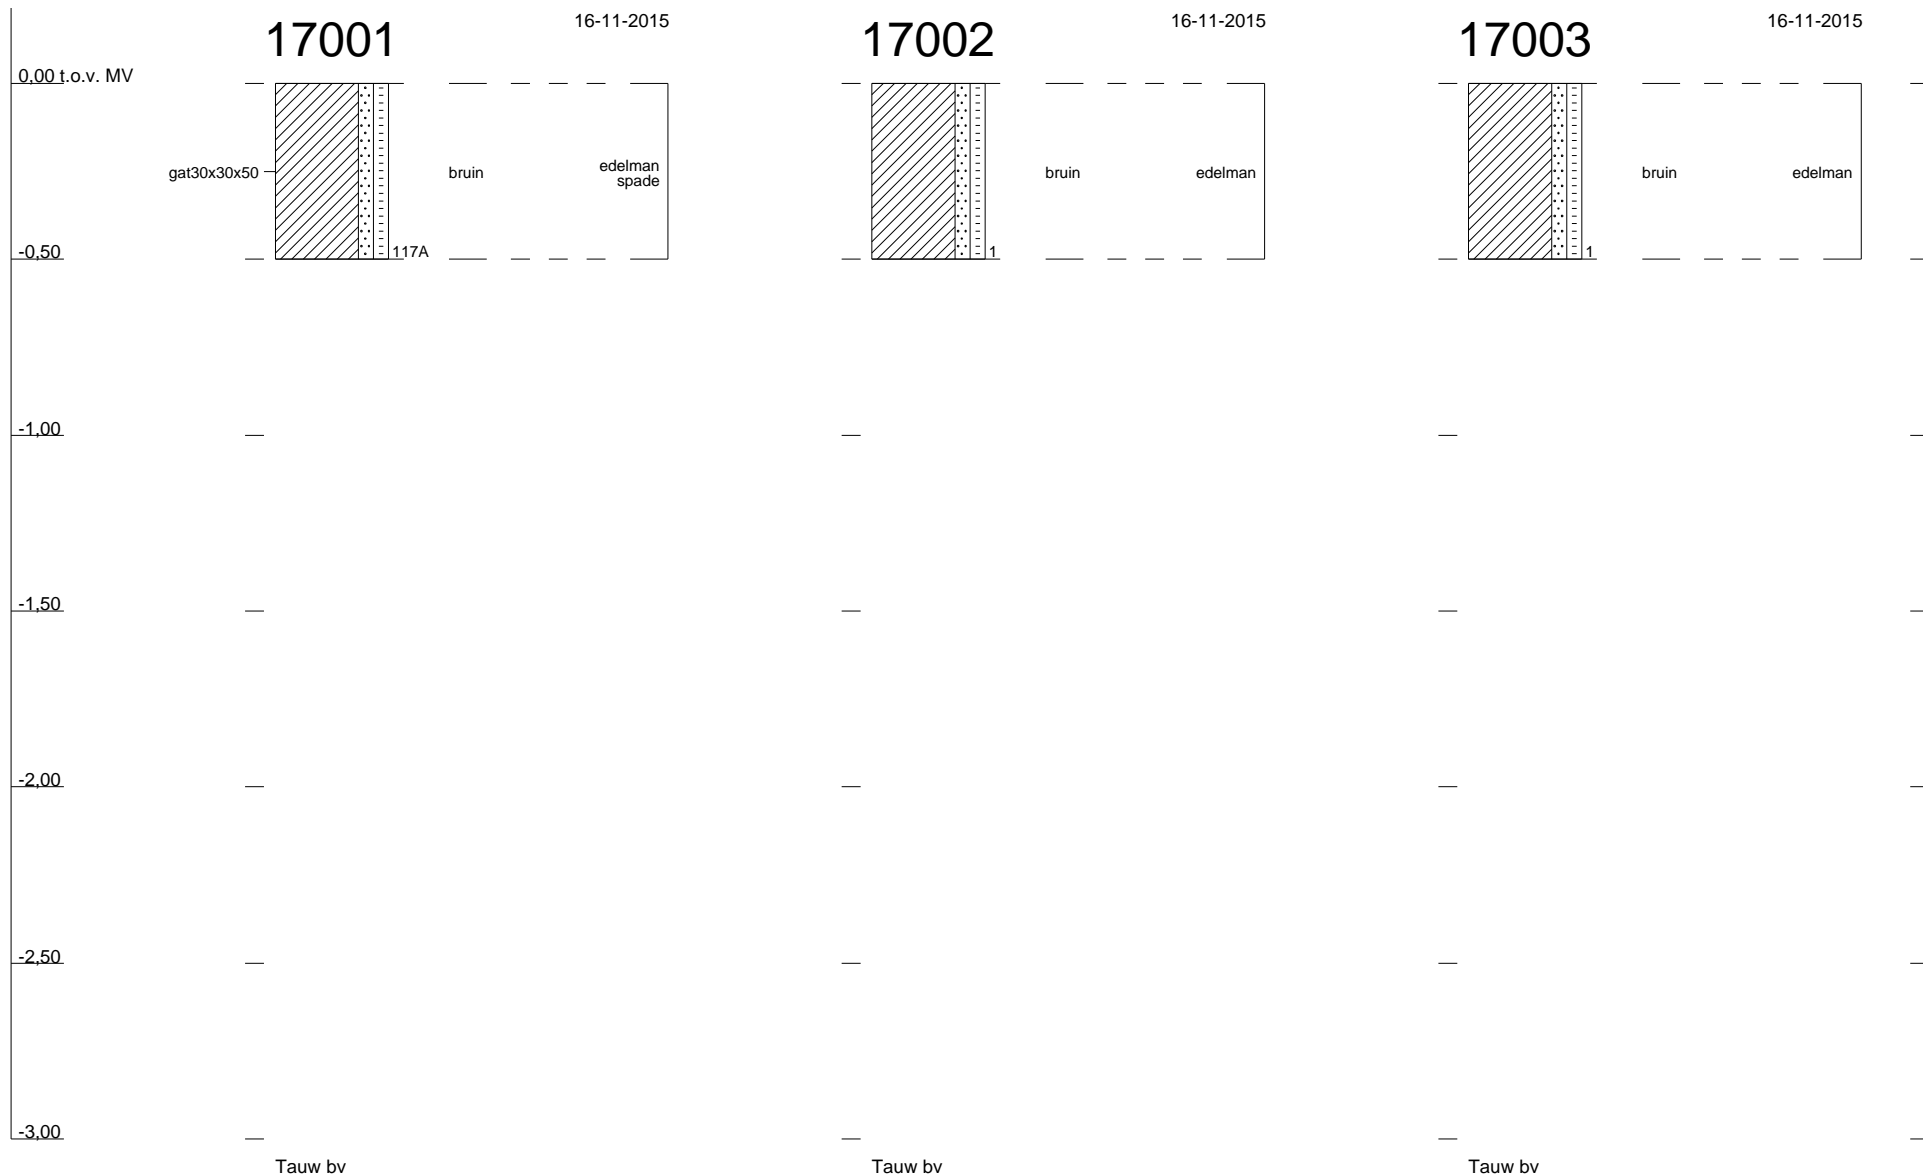 17001
16-11-2015
17002
16-11-2015
17003
16-11-2015
0,00 t.o.v. MV
gat30x30x50
bruin
edelman
spade
117A
bruin
edelman
1
bruin
edelman
1
-0,50
-1,00
-1,50
-2,00
-2,50
-3,00
Tauw bv
Tauw bv
Tauw bv